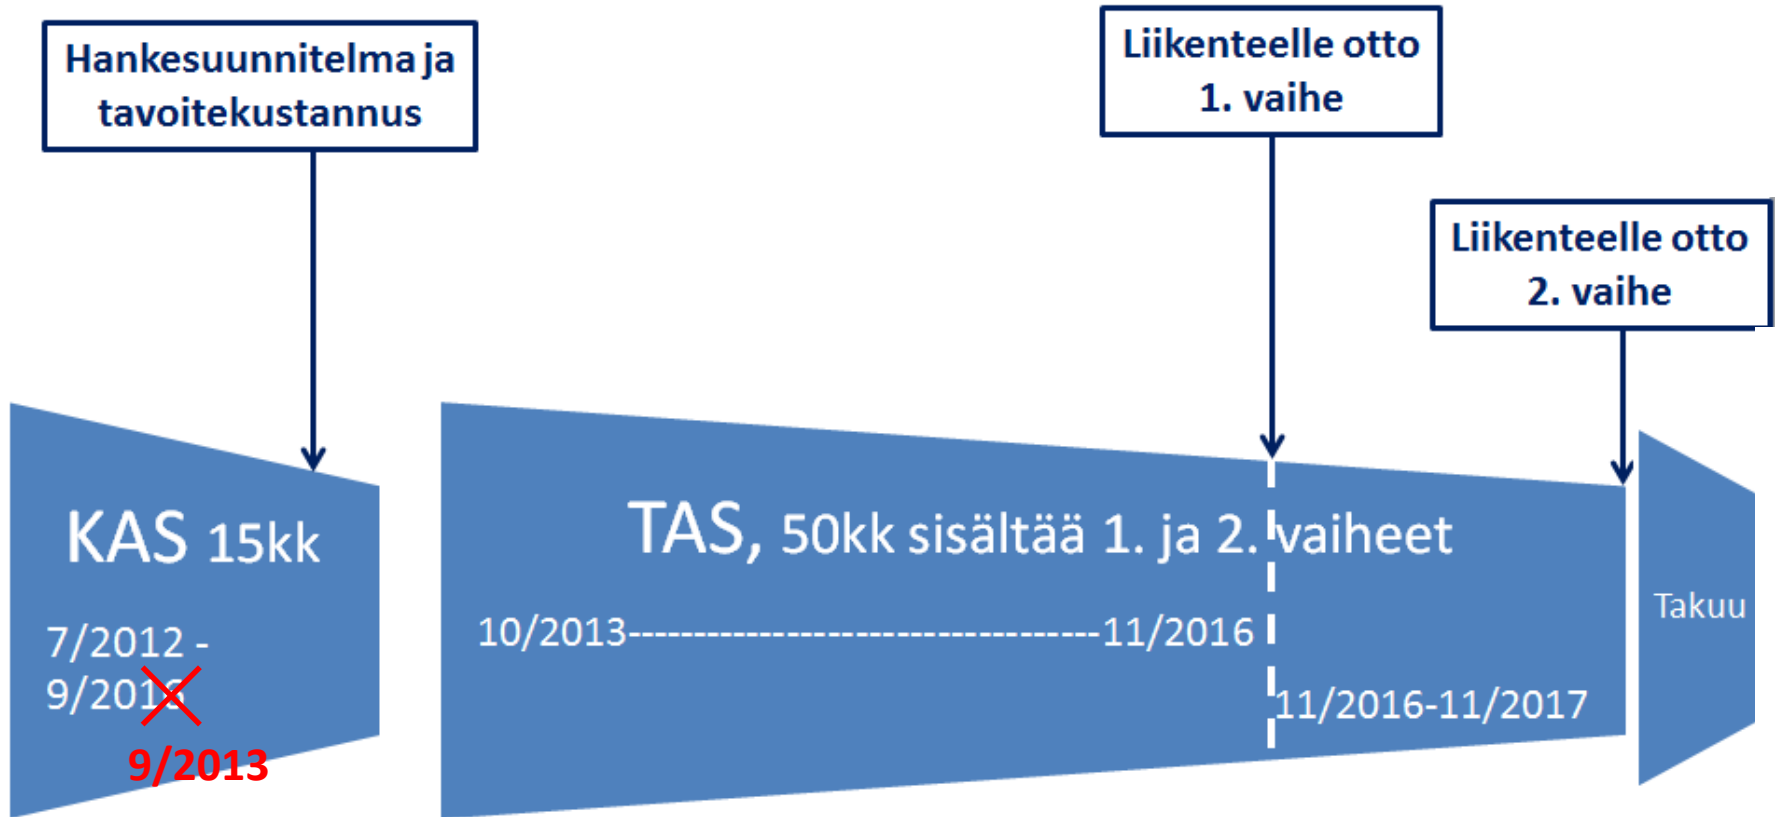 Hankesuunnitelma ja
tavoitekustannus
Liikenteelle otto
1. vaihe
Liikenteelle otto
2. vaihe
KAS 15kk
7/2012 -
9/2016
9/2013
TAS, 50kk sisältää 1. ja 2. vaiheet
10/2013------------------------------------11/2016
11/2016-11/2017
Takuu